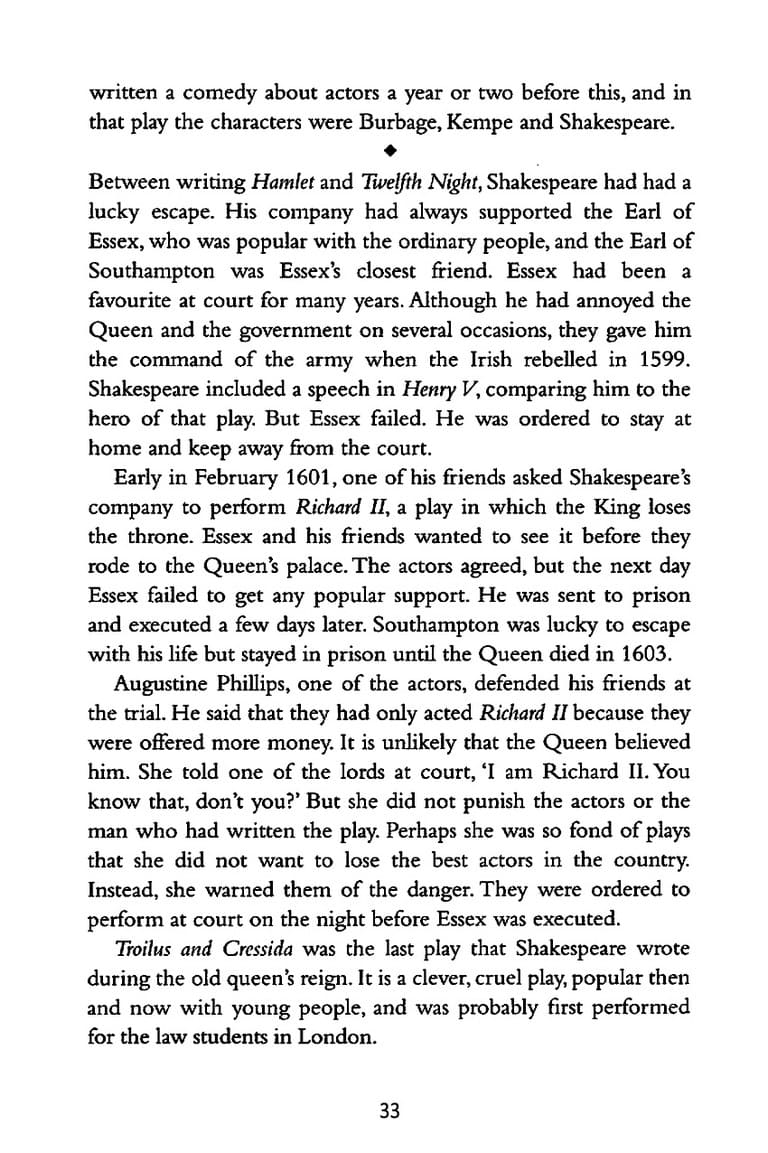 written a comedy about actors a year or two before this, and in
that play the characters were Burbage, Kempe and Shakespeare.
◆
Between writing Hamlet and Twelfth Night, Shakespeare had had a
lucky escape. His company had always supported the Earl of
Essex, who was popular with the ordinary people, and the Earl of
Southampton was Essex’s closest friend. Essex had been a
favourite at court for many years. Although he had annoyed the
Queen and the government on several occasions, they gave him
the command of the army when the Irish rebelled in 1599.
Shakespeare included a speech in Henry V, comparing him to the
hero of that play. But Essex failed. He was ordered to stay at
home and keep away from the court.
Early in February 1601, one of his friends asked Shakespeare’s
company to perform Richard II, a play in which the King loses
the throne. Essex and his friends wanted to see it before they
rode to the Queen’s palace. The actors agreed, but the next day
Essex failed to get any popular support. He was sent to prison
and executed a few days later. Southampton was lucky to escape
with his life but stayed in prison until the Queen died in 1603.
Augustine Phillips, one of the actors, defended his friends at
the trial. He said that they had only acted Richard II because they
were offered more money. It is unlikely that the Queen believed
him. She told one of the lords at court, ‘I am Richard II. You
know that, don’t you?’ But she did not punish the actors or the
man who had written the play. Perhaps she was so fond of plays
that she did not want to lose the best actors in the country.
Instead, she warned them of the danger. They were ordered to
perform at court on the night before Essex was executed.
Troilus and Cressida was the last play that Shakespeare wrote
during the old queen’s reign. It is a clever, cruel play, popular then
and now with young people, and was probably first performed
for the law students in London.
33